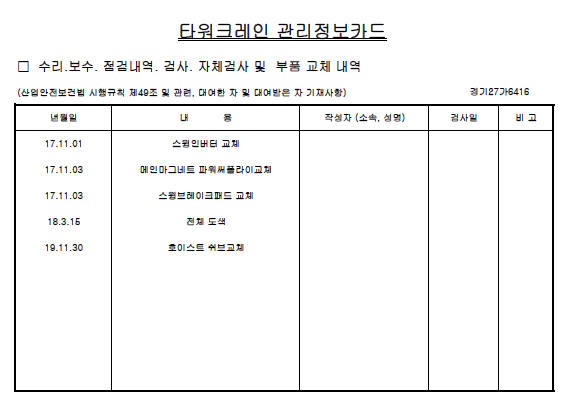 타워크레인 관리정보카드
□ 수리.보수. 점검내역. 검사. 자체검사 및 부품 교체 내역
(산업안전보건법 시행규칙 제49조 및 관련, 대여한 자 및 대여받은 자 기재사항) 경기27가6416
년월일 내 용 작성자 (소속, 성명) 검사일 비 고
17.11.01 스윙인버터 교체
17.11.03 메인마그네트 파워써플라이교체
17.11.03 스윙브레이크패드 교체
18.3.15 전체 도색
19.11.30 호이스트 쉬브교체